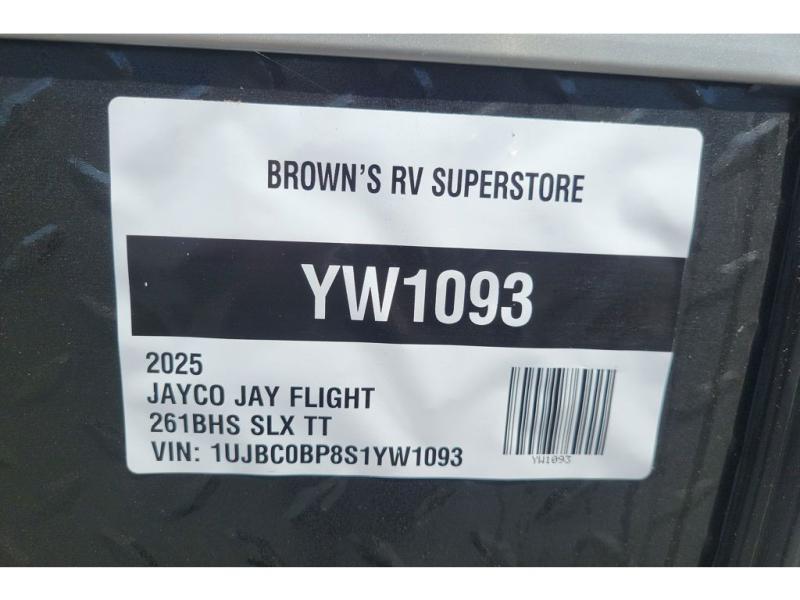 BROWN'S RV SUPERSTORE
YW1093
2025
JAYCO JAY FLIGHT
261BHS SLX TT
VIN: 1UJBC0BP8S1YW1093
YW1093